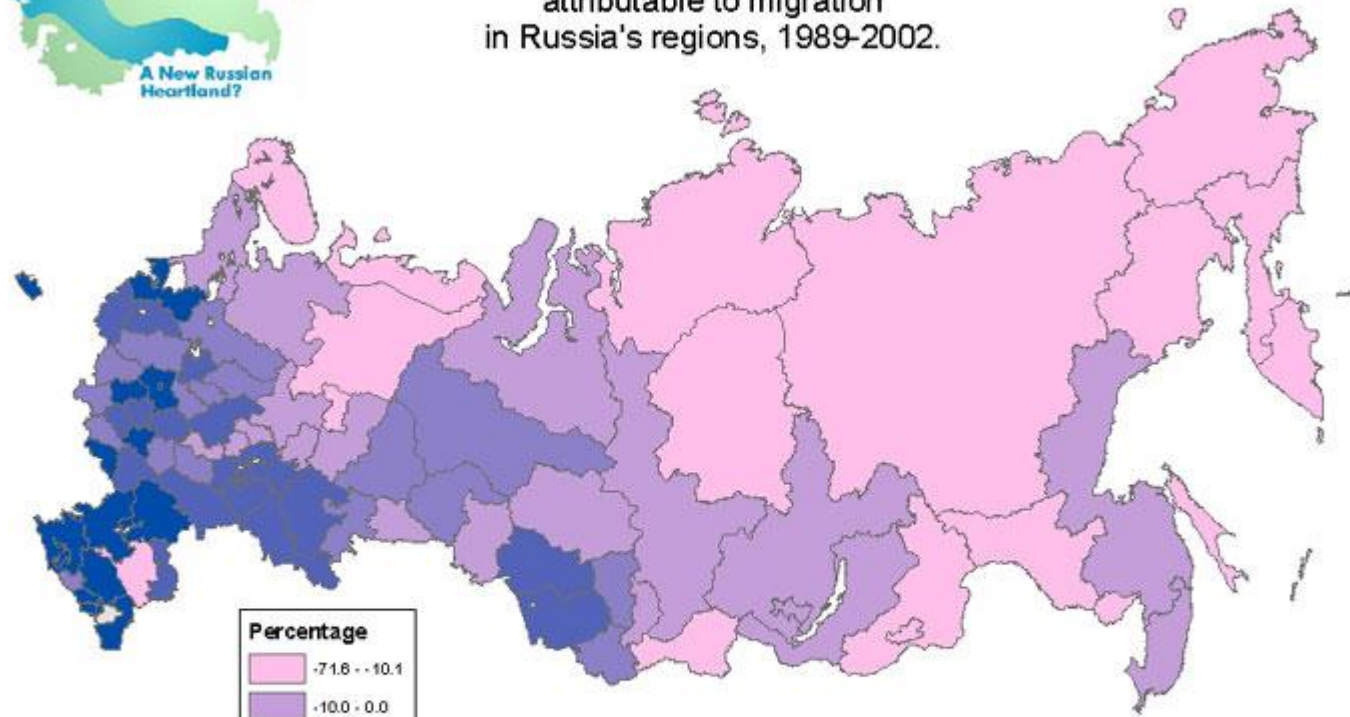 A New Russian
Heartland?
attributable to migration
in Russia's regions, 1989-2002.
Percentage
-71.6 - -10.1
-10.0 - 0.0